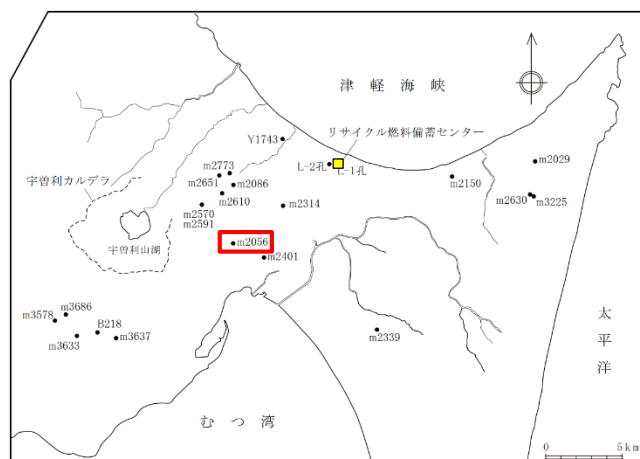 津軽海峡
リサイクル燃料備蓄センター
Y1743
L-2孔
L-1孔
m2029
m2773
m2651
m2086
m2150
宇曽利カルデラ
m2610
m2630
m3225
m2570
m2591
m2314
宇曽利山湖
m2056
m2401
m3686
m3578
B218
m3633
m3637
m2339
太平洋
むつ湾
0
5km